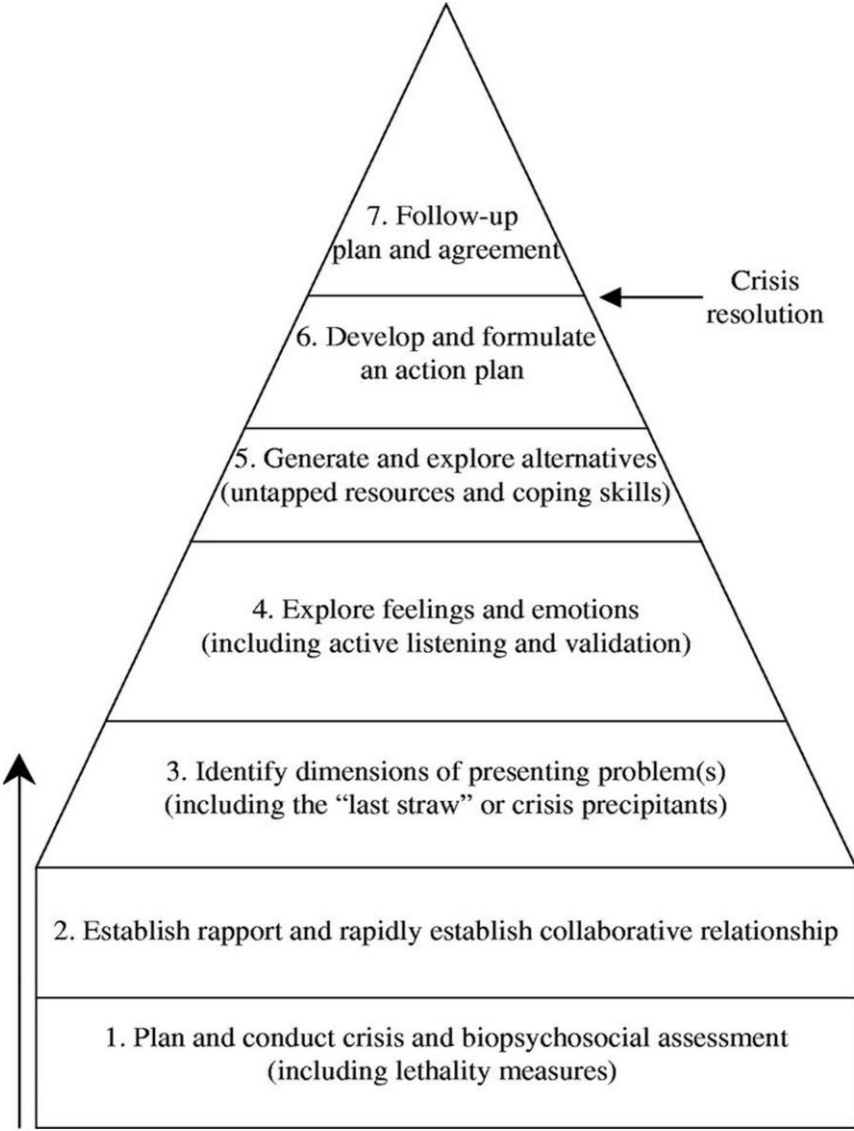 7. Follow-up
plan and agreement
Crisis
resolution
6. Develop and formulate
an action plan
5. Generate and explore alternatives
(untapped resources and coping skills)
4. Explore feelings and emotions
(including active listening and validation)
3. Identify dimensions of presenting problem(s)
(including the “last straw” or crisis precipitants)
2. Establish rapport and rapidly establish collaborative relationship
1. Plan and conduct crisis and biopsychosocial assessment
(including lethality measures)